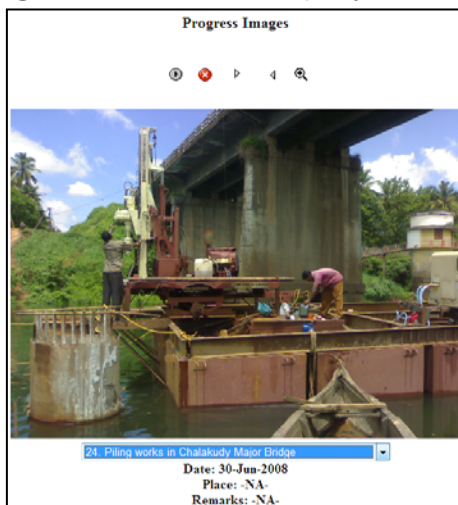 Progress Images
24. Piling works in Chalakudy Major Bridge
Date: 30-Jun-2008
Place: -NA-
Remarks: -NA-